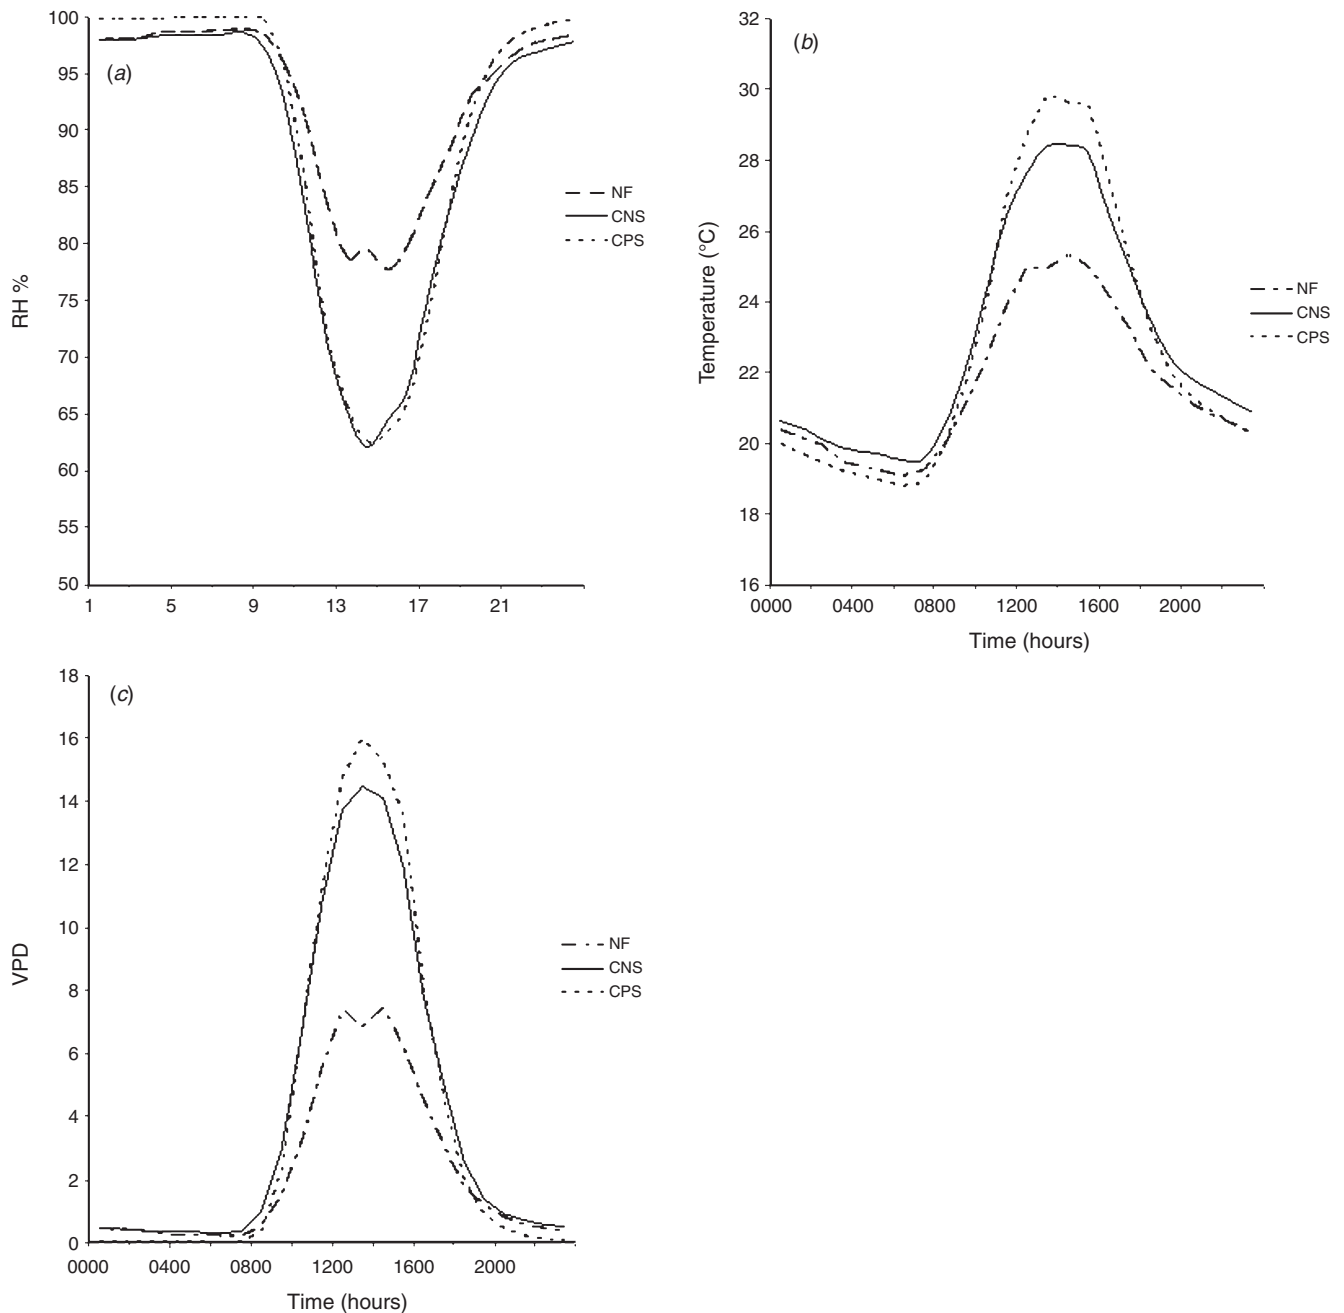 (a)
100
95
90
85
80
75
70
65
60
55
50
RH %
1 5 9 13 17 21
NF
CNS
CPS
(b)
32
30
28
26
24
22
20
18
16
Temperature (°C)
0000 0400 0800 1200 1600 2000
Time (hours)
NF
CNS
CPS
(c)
18
16
14
12
10
8
6
4
2
0
VPD
0000 0400 0800 1200 1600 2000
Time (hours)
NF
CNS
CPS